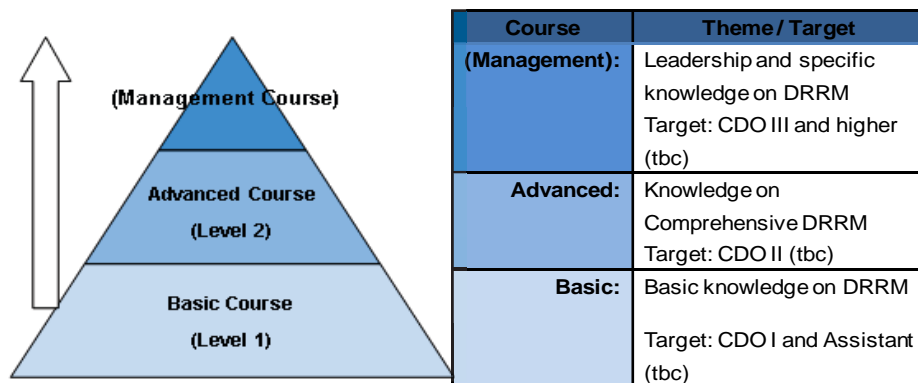 (Management Course)
Advanced Course
(Level 2)
Basic Course
(Level 1)
Course Theme / Target
(Management): Leadership and specific
knowledge on DRRM
Target: CDO III and higher
(tbc)
Advanced: Knowledge on
Comprehensive DRRM
Target: CDO II (tbc)
Basic: Basic knowledge on DRRM
Target: CDO I and Assistant
(tbc)